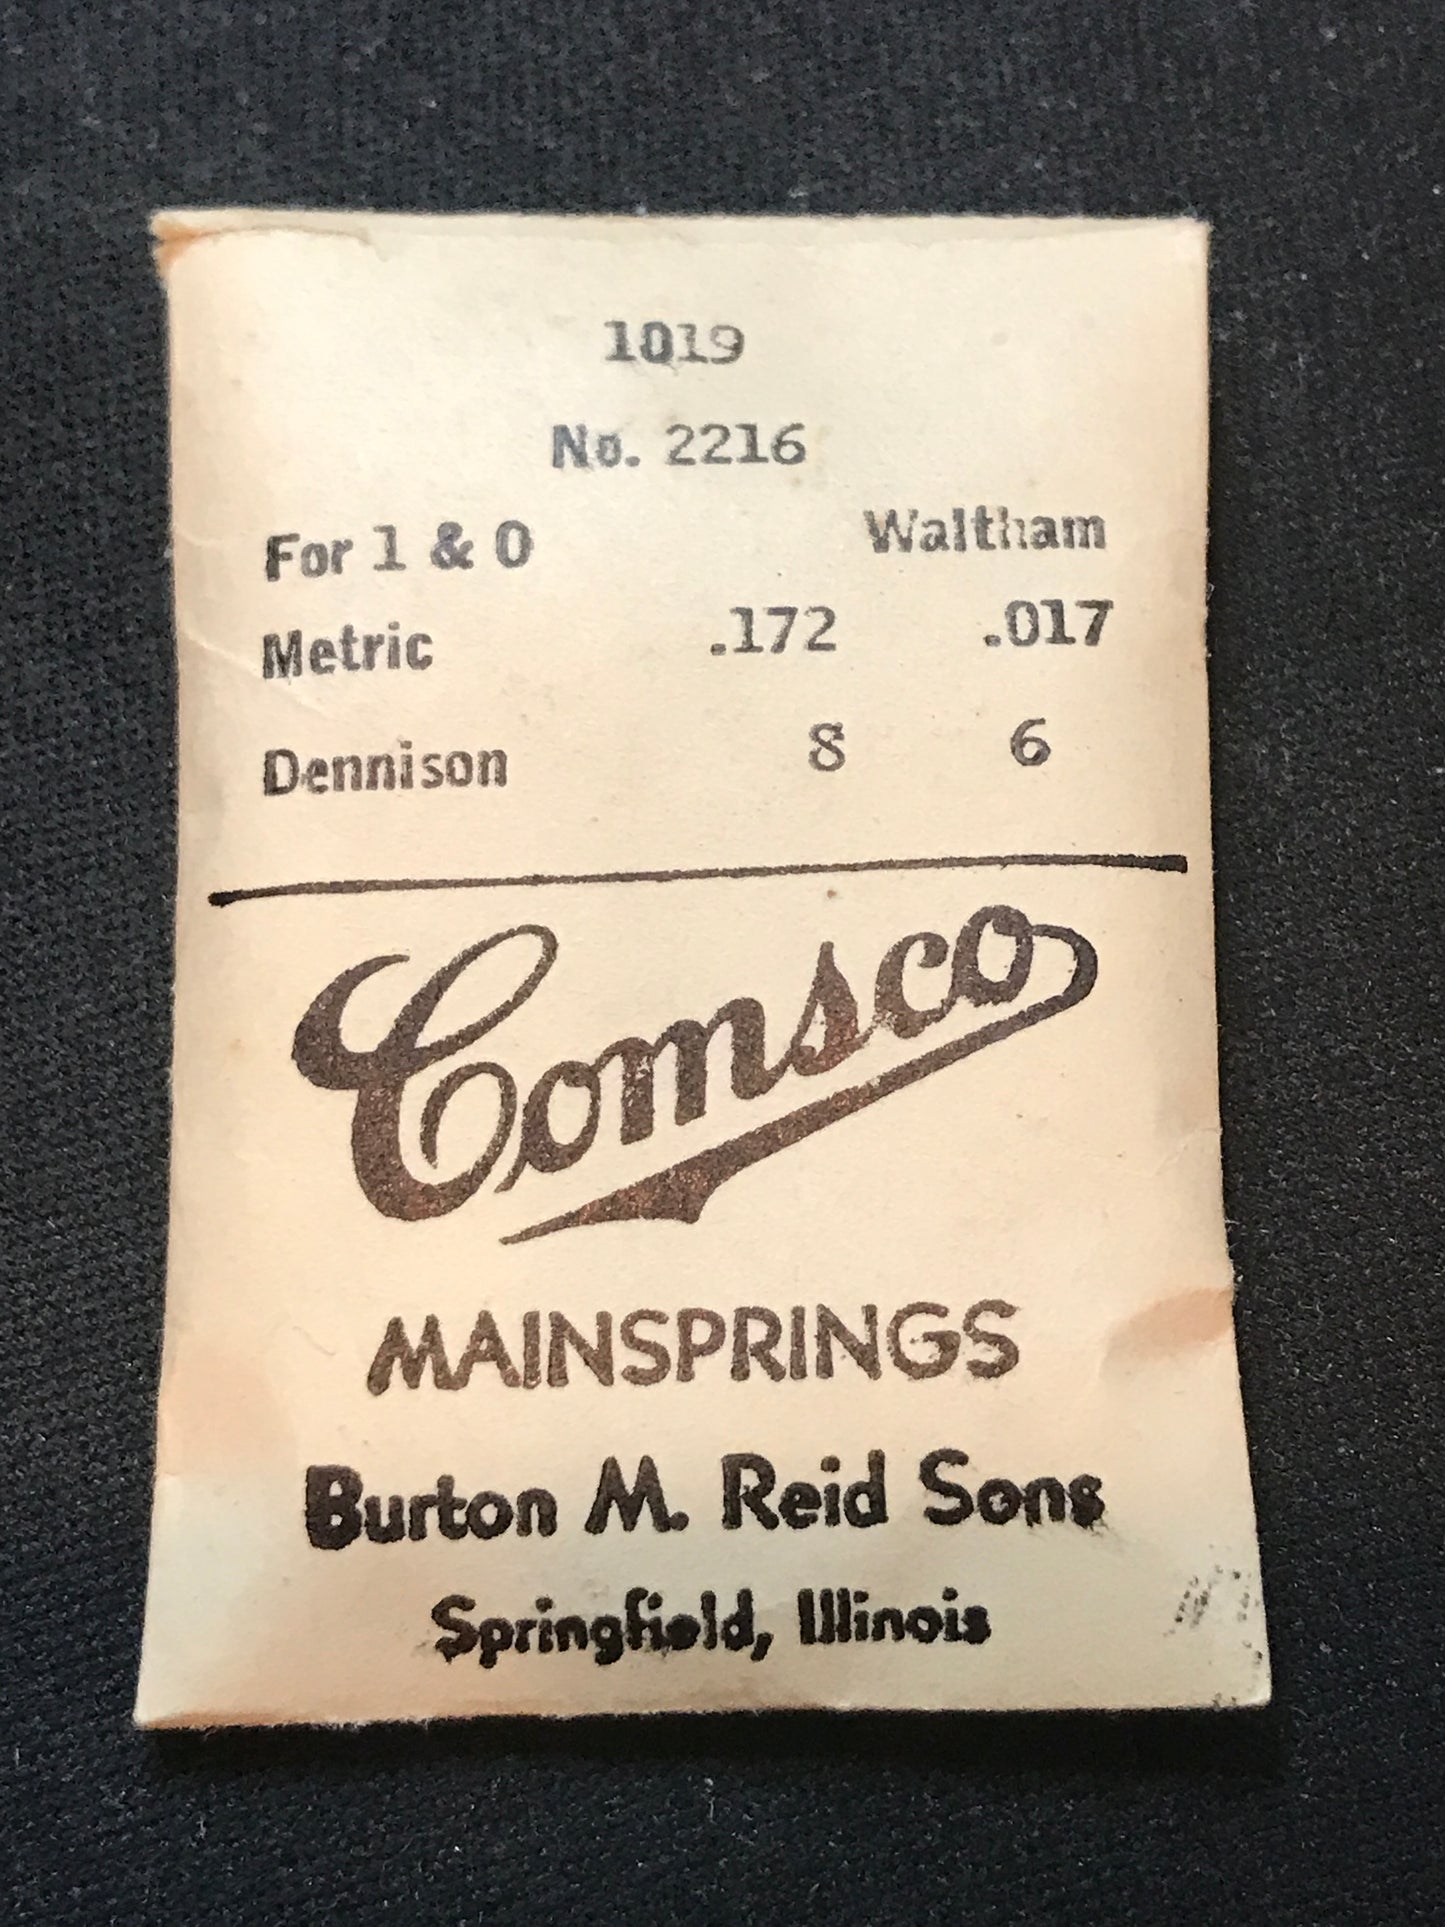 1019
No. 2216
For 1 & 0 Waltham
Metric .172 .017
Dennison 8 6
Comsco
MAINSPRINGS
Burton M. Reid Sons
Springfield, Illinois